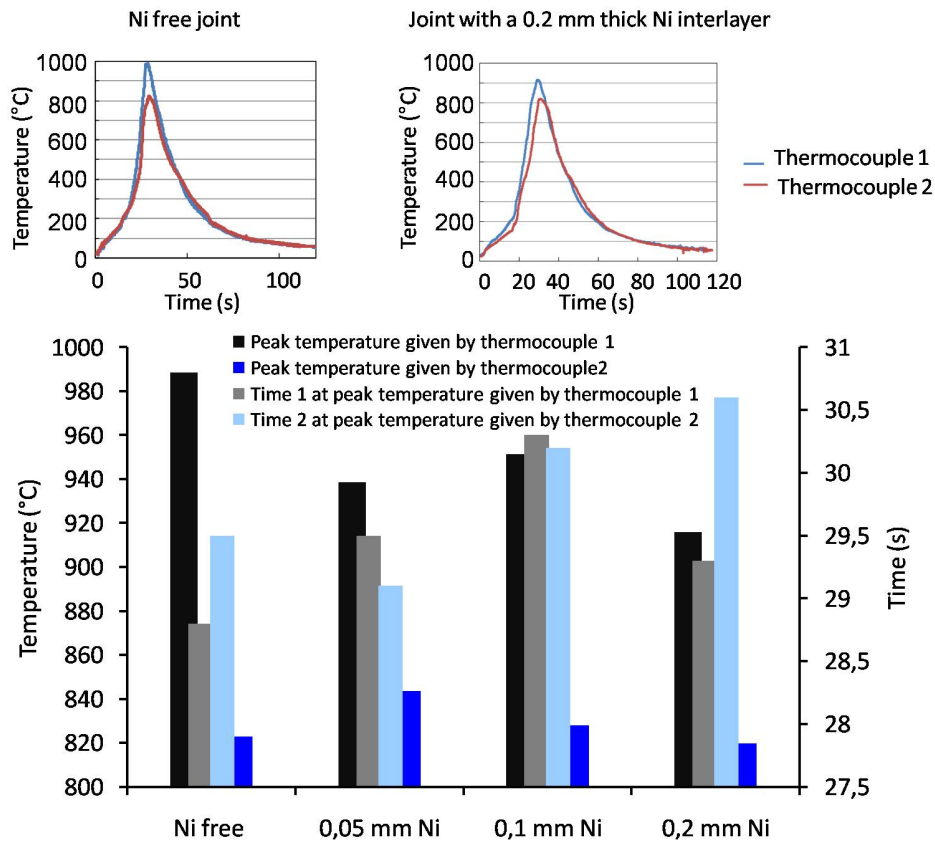 Ni free joint
Joint with a 0.2 mm thick Ni interlayer
Temperature (°C)
1000
800
600
400
200
0
0 50 100
Time (s)
Temperature (°C)
1000
800
600
400
200
0
0 20 40 60 80 100 120
Time (s)
Thermocouple 1
Thermocouple 2
Peak temperature given by thermocouple 1
Peak temperature given by thermocouple2
Time 1 at peak temperature given by thermocouple 1
Time 2 at peak temperature given by thermocouple 2
Temperature (°C)
1000
980
960
940
920
900
880
860
840
820
800
31
30,5
30
29,5
29
28,5
28
27,5
Time (s)
Ni free
0,05 mm Ni
0,1 mm Ni
0,2 mm Ni